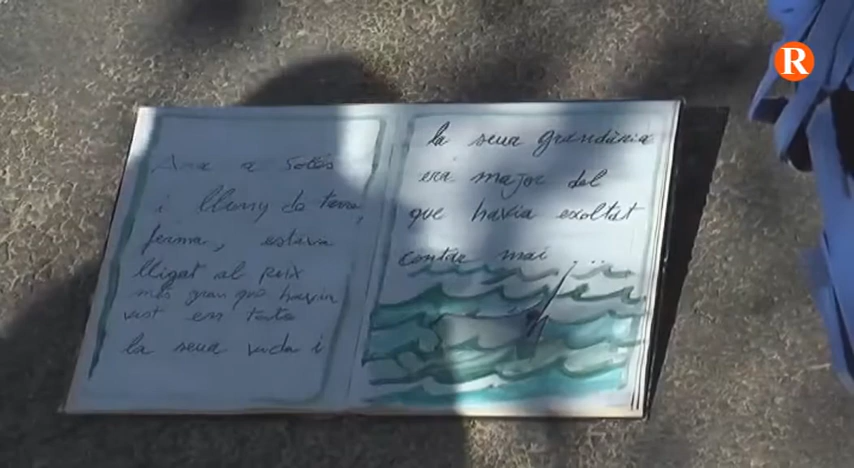 Ara a soles
i lluny de terra
ferma, estava
lligat al peix
més gran que havia
vist en tota
la seua vida i
la seua grandària
era major del
que havia escoltat
contar mai ...
R